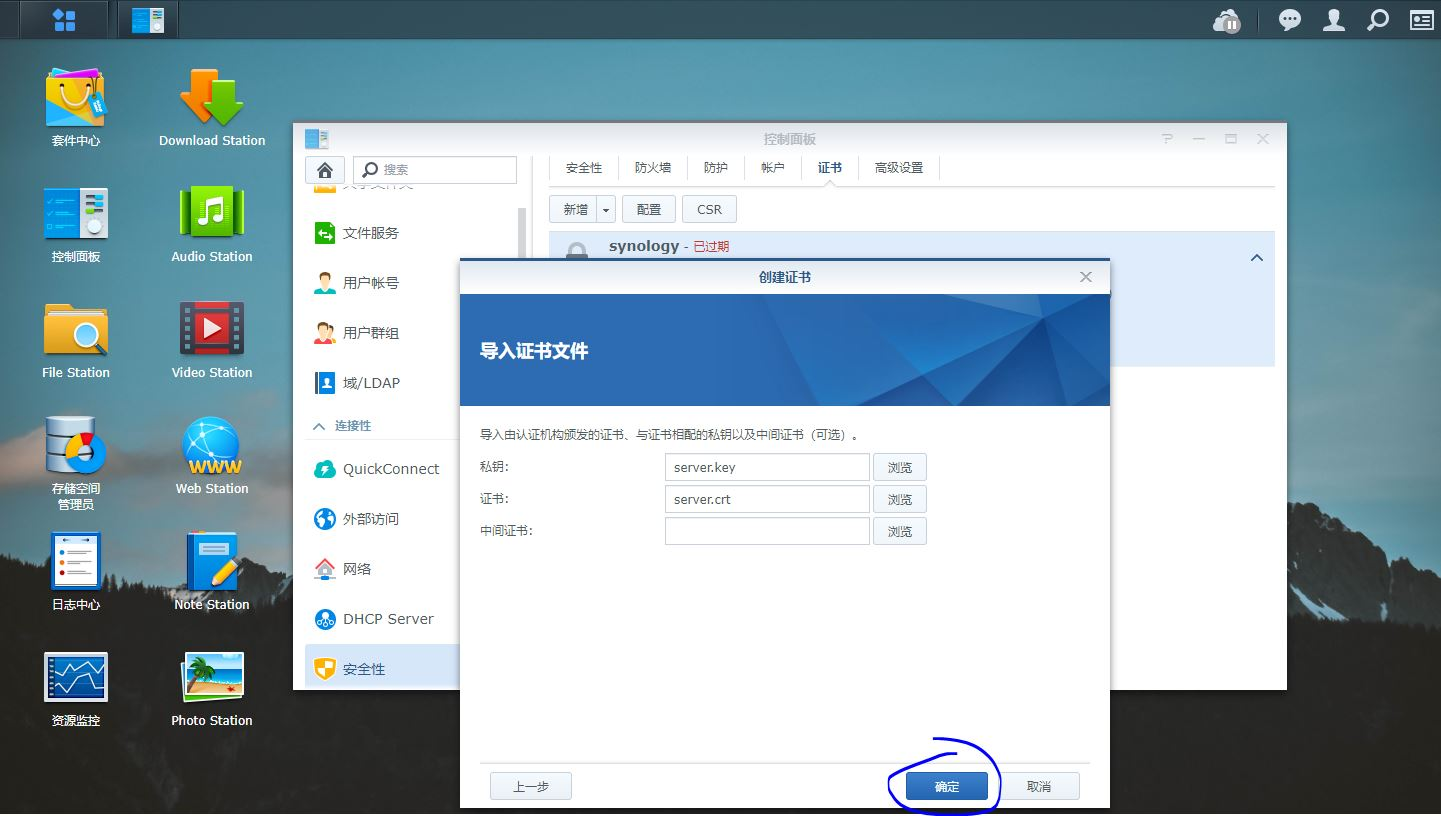 套件中心
Download Station
控制面板
Audio Station
File Station
Video Station
存储空间
管理员
WWW
Web Station
日志中心
Note Station
资源监控
Photo Station
控制面板
搜索
共享文件夹
文件服务
用户帐号
用户群组
域/LDAP
连接性
QuickConnect
外部访问
网络
DHCP Server
安全性
安全性
防火墙
防护
帐户
证书
高级设置
新增
配置
CSR
synology - 已过期
创建证书
导入证书文件
导入由认证机构颁发的证书、与证书相配的私钥以及中间证书（可选）。
私钥:
server.key
浏览
证书:
server.crt
浏览
中间证书:
浏览
上一步
确定
取消